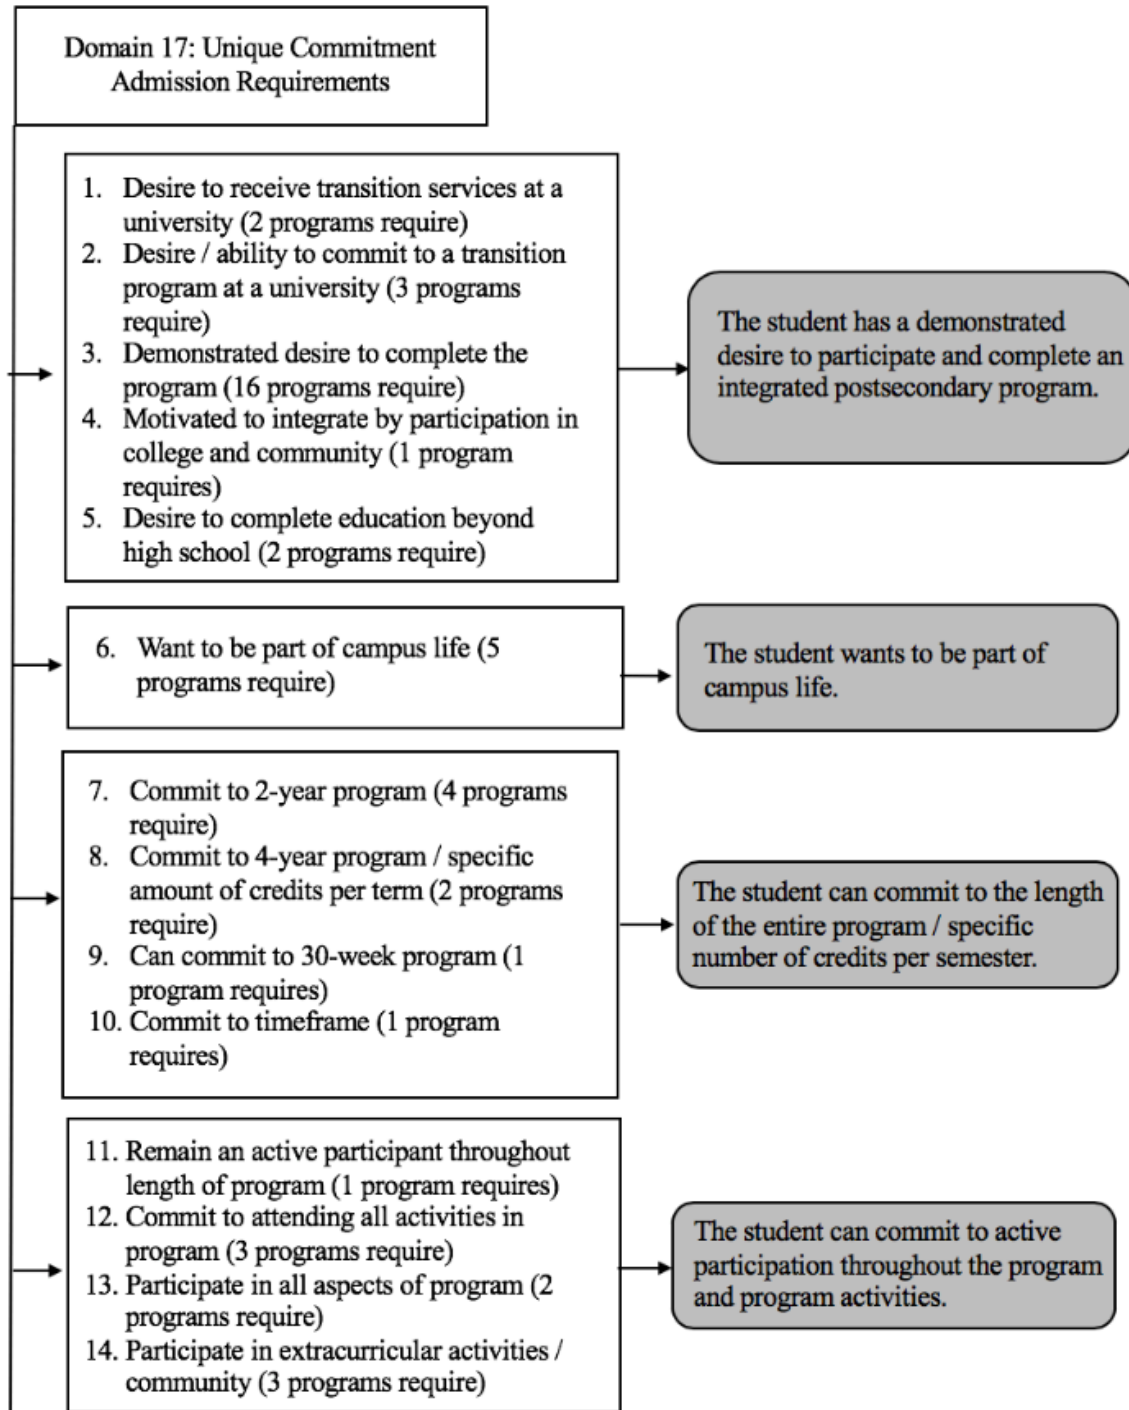 Domain 17: Unique Commitment
Admission Requirements
1. Desire to receive transition services at a
university (2 programs require)
2. Desire / ability to commit to a transition
program at a university (3 programs
require)
3. Demonstrated desire to complete the
program (16 programs require)
4. Motivated to integrate by participation in
college and community (1 program
requires)
5. Desire to complete education beyond
high school (2 programs require)
The student has a demonstrated
desire to participate and complete an
integrated postsecondary program.
6. Want to be part of campus life (5
programs require)
The student wants to be part of
campus life.
7. Commit to 2-year program (4 programs
require)
8. Commit to 4-year program / specific
amount of credits per term (2 programs
require)
9. Can commit to 30-week program (1
program requires)
10. Commit to timeframe (1 program
requires)
The student can commit to the length
of the entire program / specific
number of credits per semester.
11. Remain an active participant throughout
length of program (1 program requires)
12. Commit to attending all activities in
program (3 programs require)
13. Participate in all aspects of program (2
programs require)
14. Participate in extracurricular activities /
community (3 programs require)
The student can commit to active
participation throughout the program
and program activities.